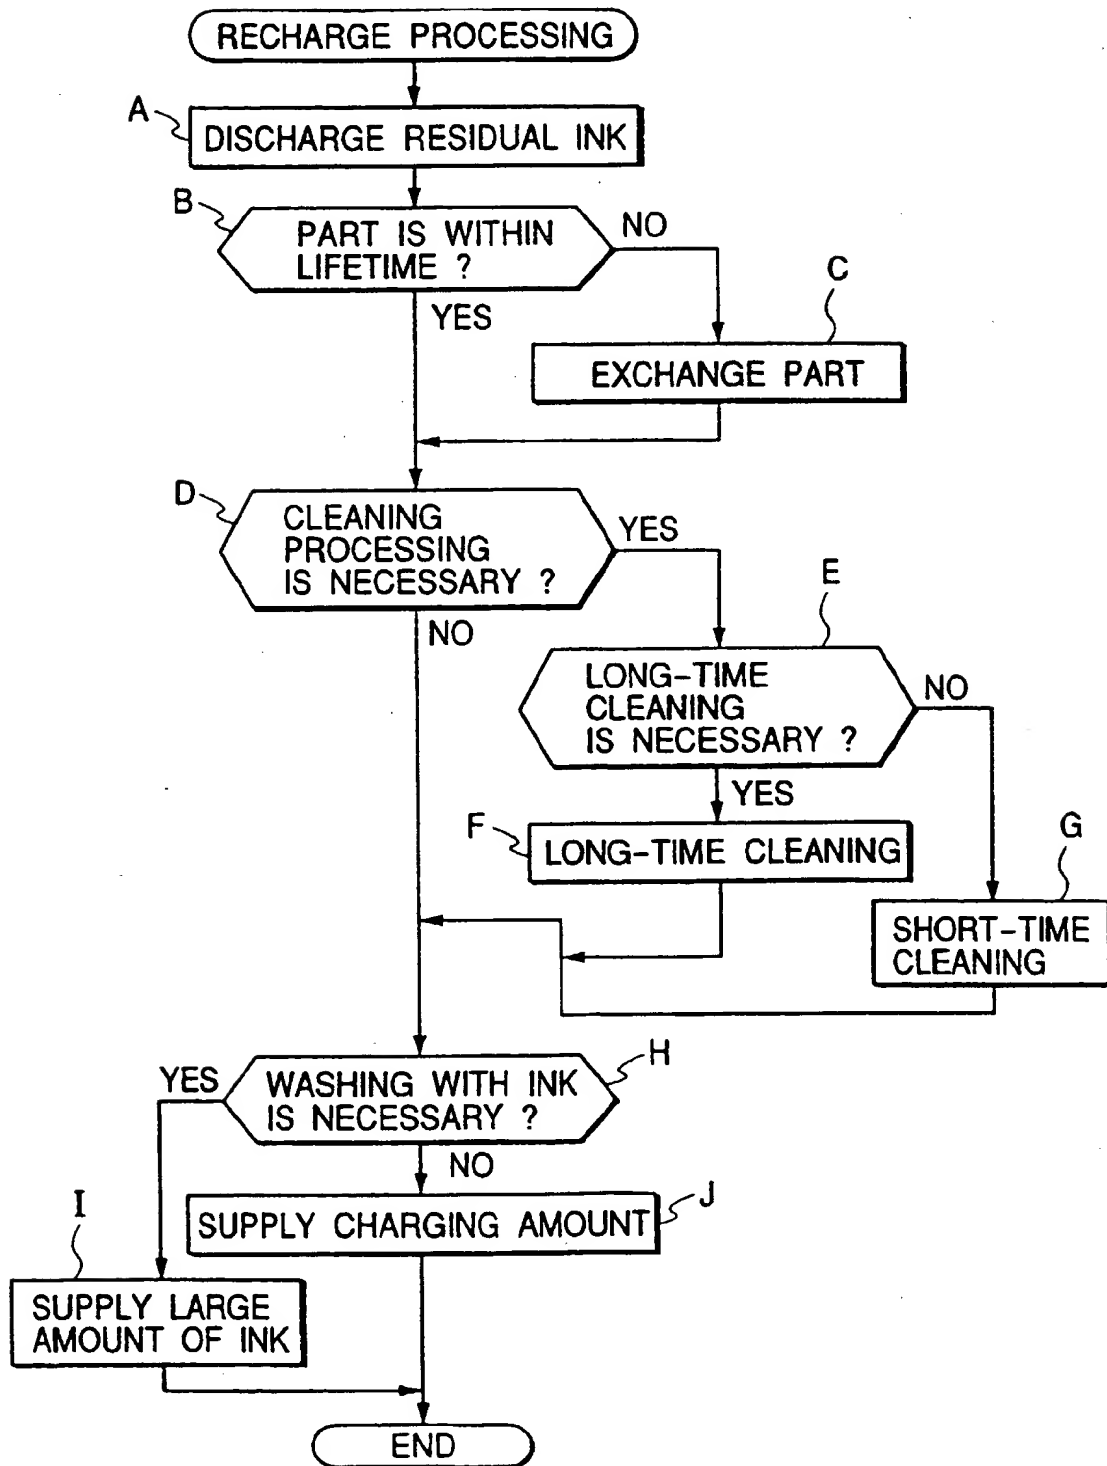 RECHARGE PROCESSING
A
DISCHARGE RESIDUAL INK
B
PART IS WITHIN
LIFETIME ?
NO
YES
C
EXCHANGE PART
D
CLEANING
PROCESSING
IS NECESSARY ?
YES
NO
E
LONG-TIME
CLEANING
IS NECESSARY ?
NO
YES
F
LONG-TIME CLEANING
G
SHORT-TIME
CLEANING
H
WASHING WITH INK
IS NECESSARY ?
YES
NO
J
SUPPLY CHARGING AMOUNT
I
SUPPLY LARGE
AMOUNT OF INK
END